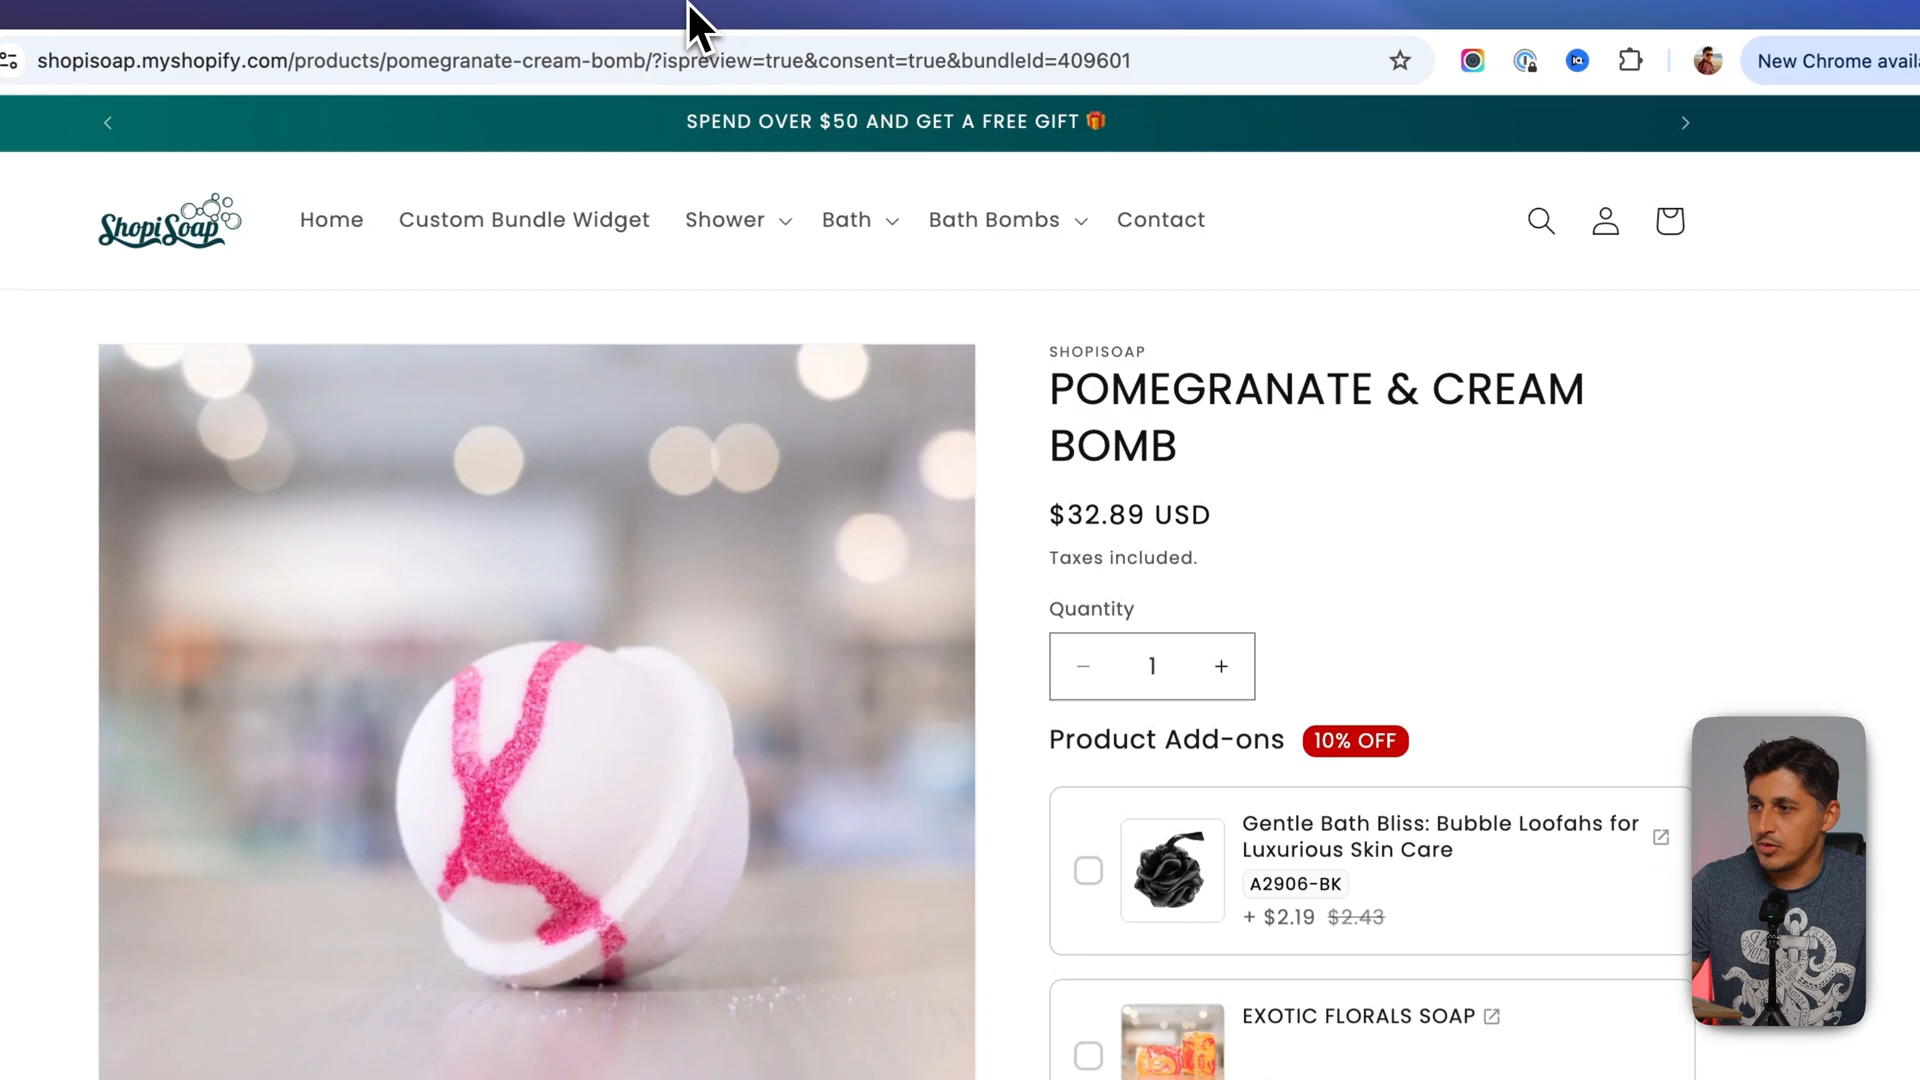 shopisoap.myshopify.com/products/pomegranate-cream-bomb/?ispreview=true&consent=true&bundleId=409601
New Chrome avail
SPEND OVER $50 AND GET A FREE GIFT 🎁
ShopiSoap
Home
Custom Bundle Widget
Shower
Bath
Bath Bombs
Contact
SHOPISOAP
POMEGRANATE & CREAM
BOMB
$32.89 USD
Taxes included.
Quantity
− 1 +
Product Add-ons
10% OFF
Gentle Bath Bliss: Bubble Loofahs for
Luxurious Skin Care
A2906-BK
+ $2.19 $2.43
EXOTIC FLORALS SOAP